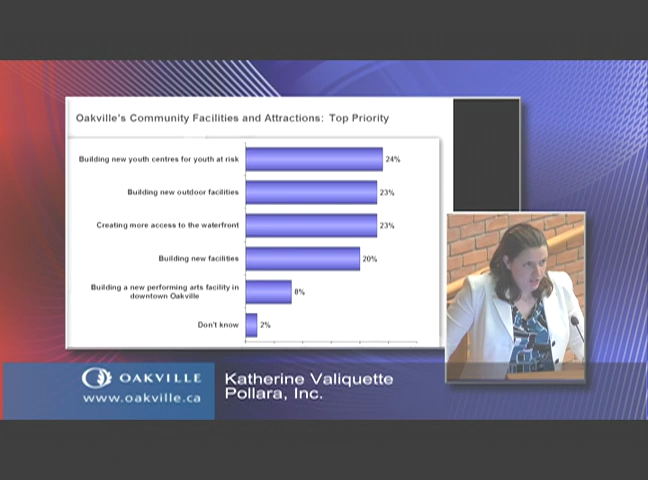 Oakville's Community Facilities and Attractions: Top Priority
Building new youth centres for youth at risk
24%
Building new outdoor facilities
23%
Creating more access to the waterfront
23%
Building new facilities
20%
Building a new performing arts facility in
downtown Oakville
8%
Don't know
2%
OAKVILLE
www.oakville.ca
Katherine Valiquette
Pollara, Inc.